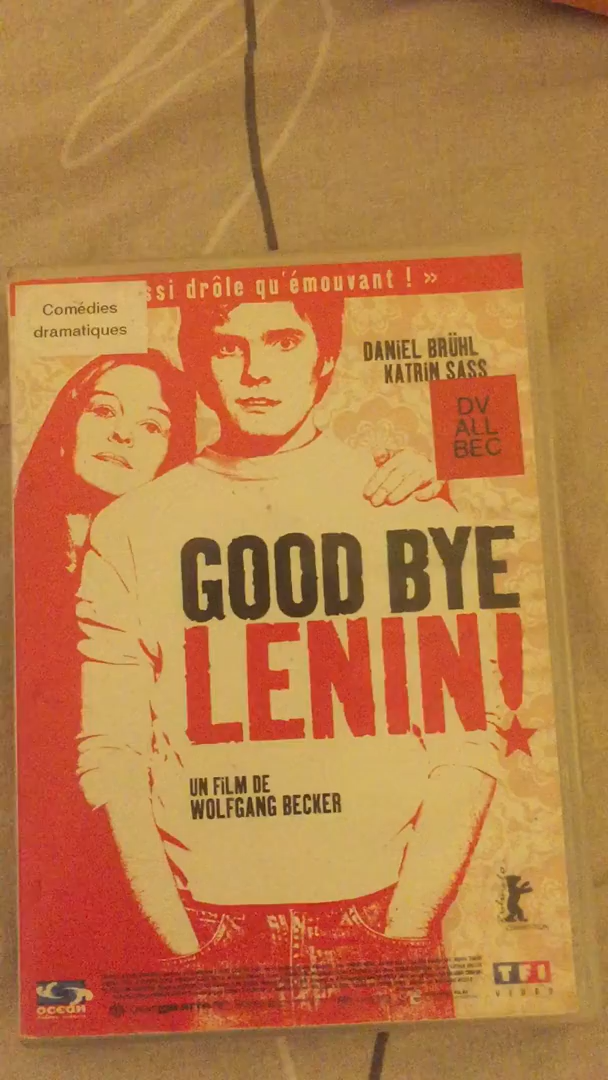 ssi drôle qu'émouvant ! »
Comédies
dramatiques
DANIEL BRÜHL
KATRIN SASS
DV
ALL
BEC
GOOD BYE
LENIN!
UN FILM DE
WOLFGANG BECKER
OCEAN
TF1
VIDEO